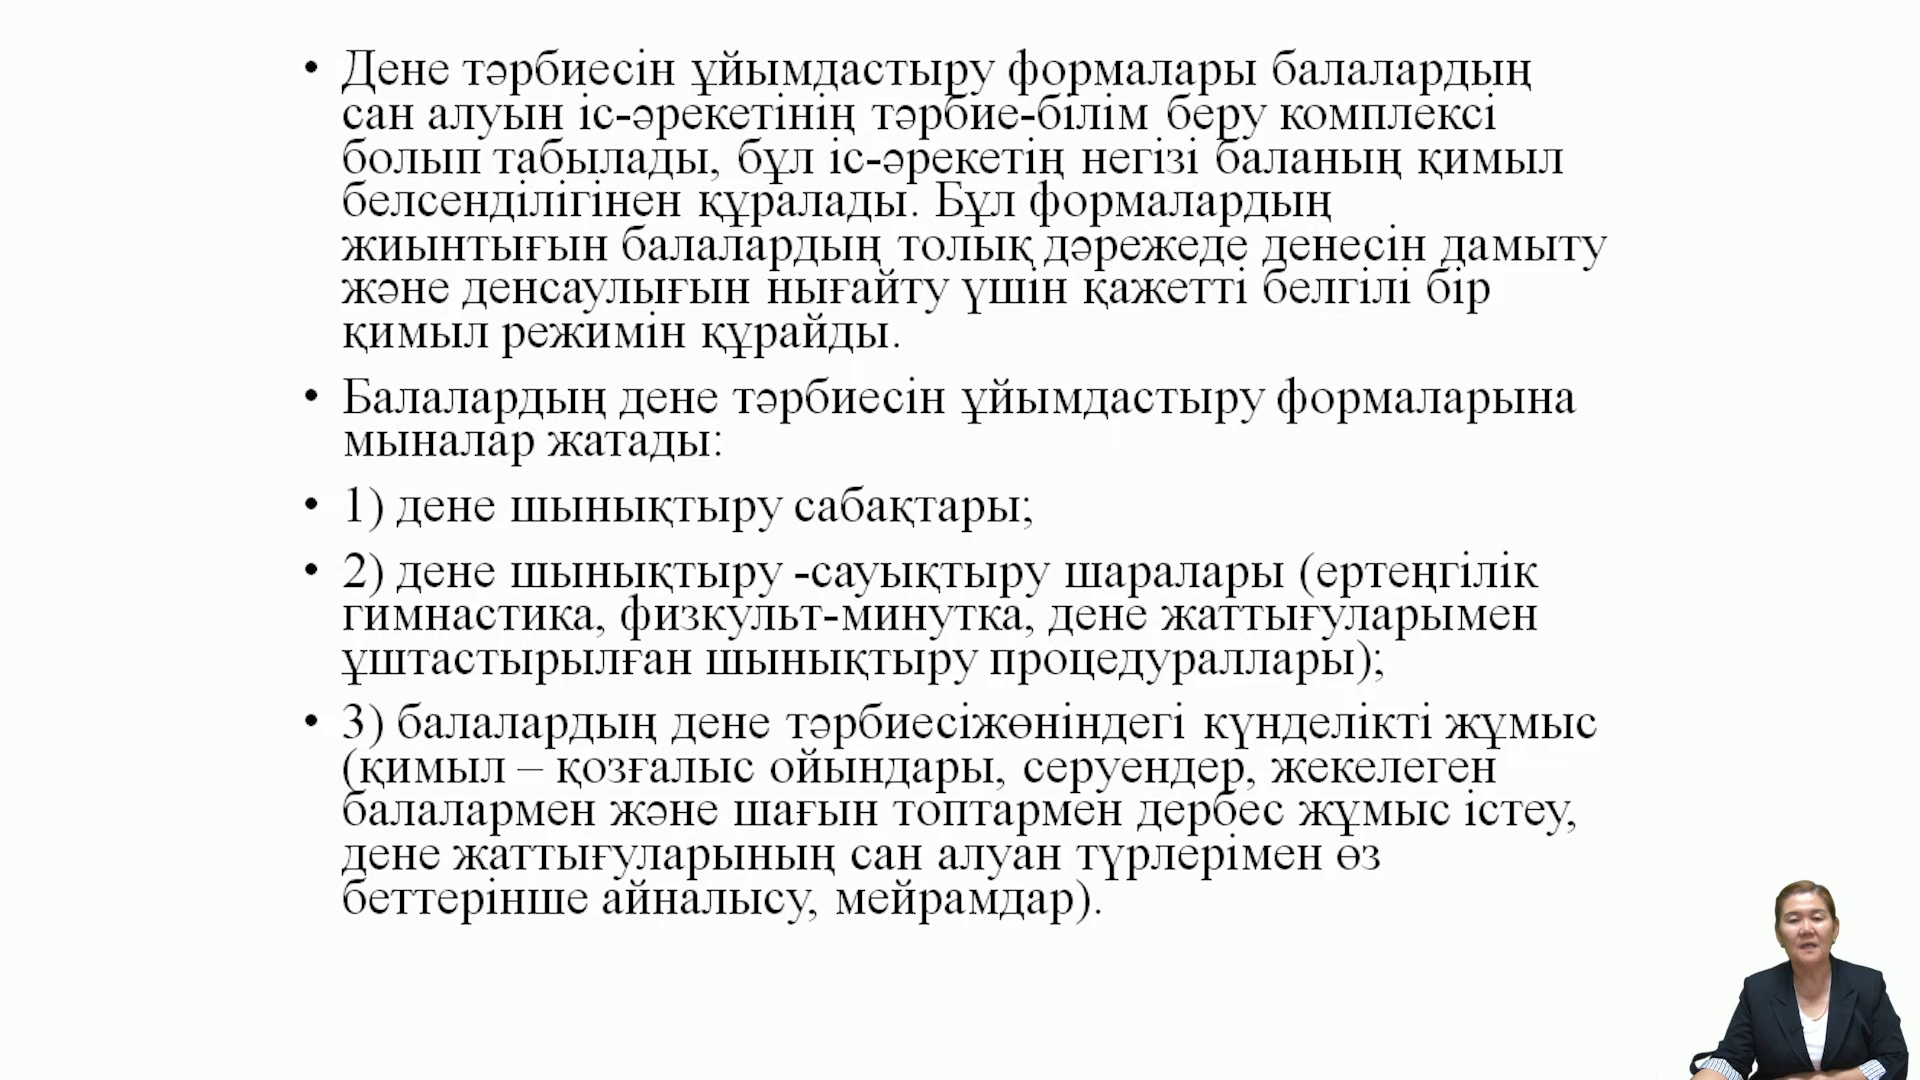 • Дене тәрбиесін ұйымдастыру формалары балалардың
сан алуын іс-әрекетінің тәрбие-білім беру комплексі
болып табылады, бұл іс-әрекетің негізі баланың қимыл
белсенділігінен құралады. Бұл формалардың
жиынтығын балалардың толық дәрежеде денесін дамыту
және денсаулығын нығайту үшін қажетті белгілі бір
қимыл режимін құрайды.
• Балалардың дене тәрбиесін ұйымдастыру формаларына
мыналар жатады:
• 1) дене шынықтыру сабақтары;
• 2) дене шынықтыру -сауықтыру шаралары (ертеңгілік
гимнастика, физкульт-минутка, дене жаттығуларымен
ұштастырылған шынықтыру процедураллары);
• 3) балалардың дене тәрбиесіжөніндегі күнделікті жұмыс
(қимыл – қозғалыс ойындары, серуендер, жекелеген
балалармен және шағын топтармен дербес жұмыс істеу,
дене жаттығуларының сан алуан түрлерімен өз
беттерінше айналысу, мейрамдар).